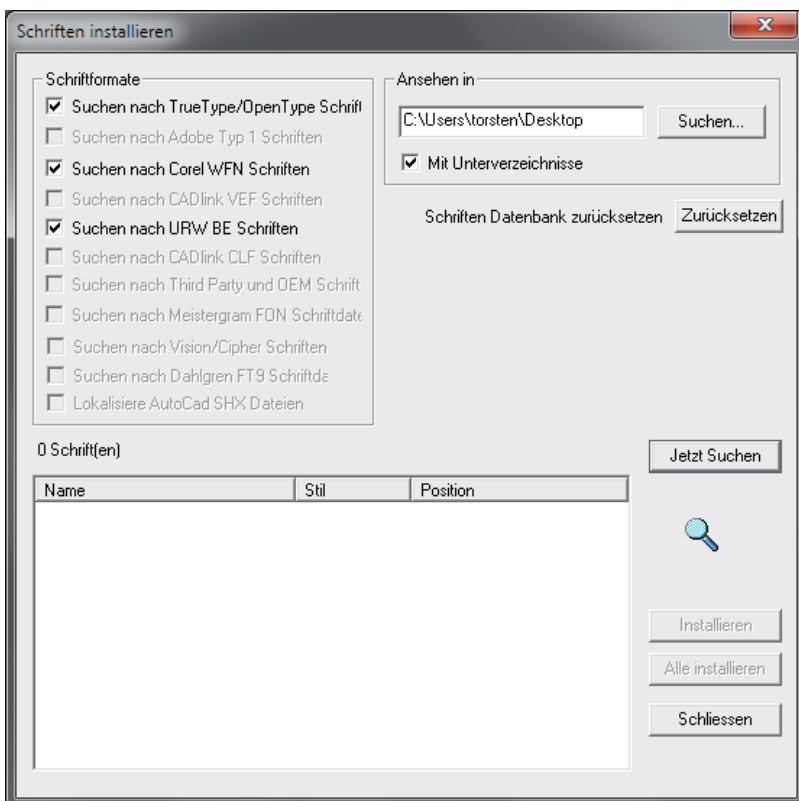 Schriften installieren
Schriftformate
Suchen nach TrueType/OpenType Schrift
Suchen nach Adobe Typ 1 Schriften
Suchen nach Corel WFN Schriften
Suchen nach CADlink VEF Schriften
Suchen nach URW BE Schriften
Suchen nach CADlink CLF Schriften
Suchen nach Third Party und OEM Schrift
Suchen nach Meistergram FON Schriftdate
Suchen nach Vision/Cipher Schriften
Suchen nach Dahlgren FT9 Schriftda
Lokalisiere AutoCad SHX Dateien
Ansehen in
C:\Users\torsten\Desktop
Suchen...
Mit Unterverzeichnisse
Schriften Datenbank zurücksetzen
Zurücksetzen
0 Schrift(en)
Jetzt Suchen
Name Stil Position
Installieren
Alle installieren
Schliessen